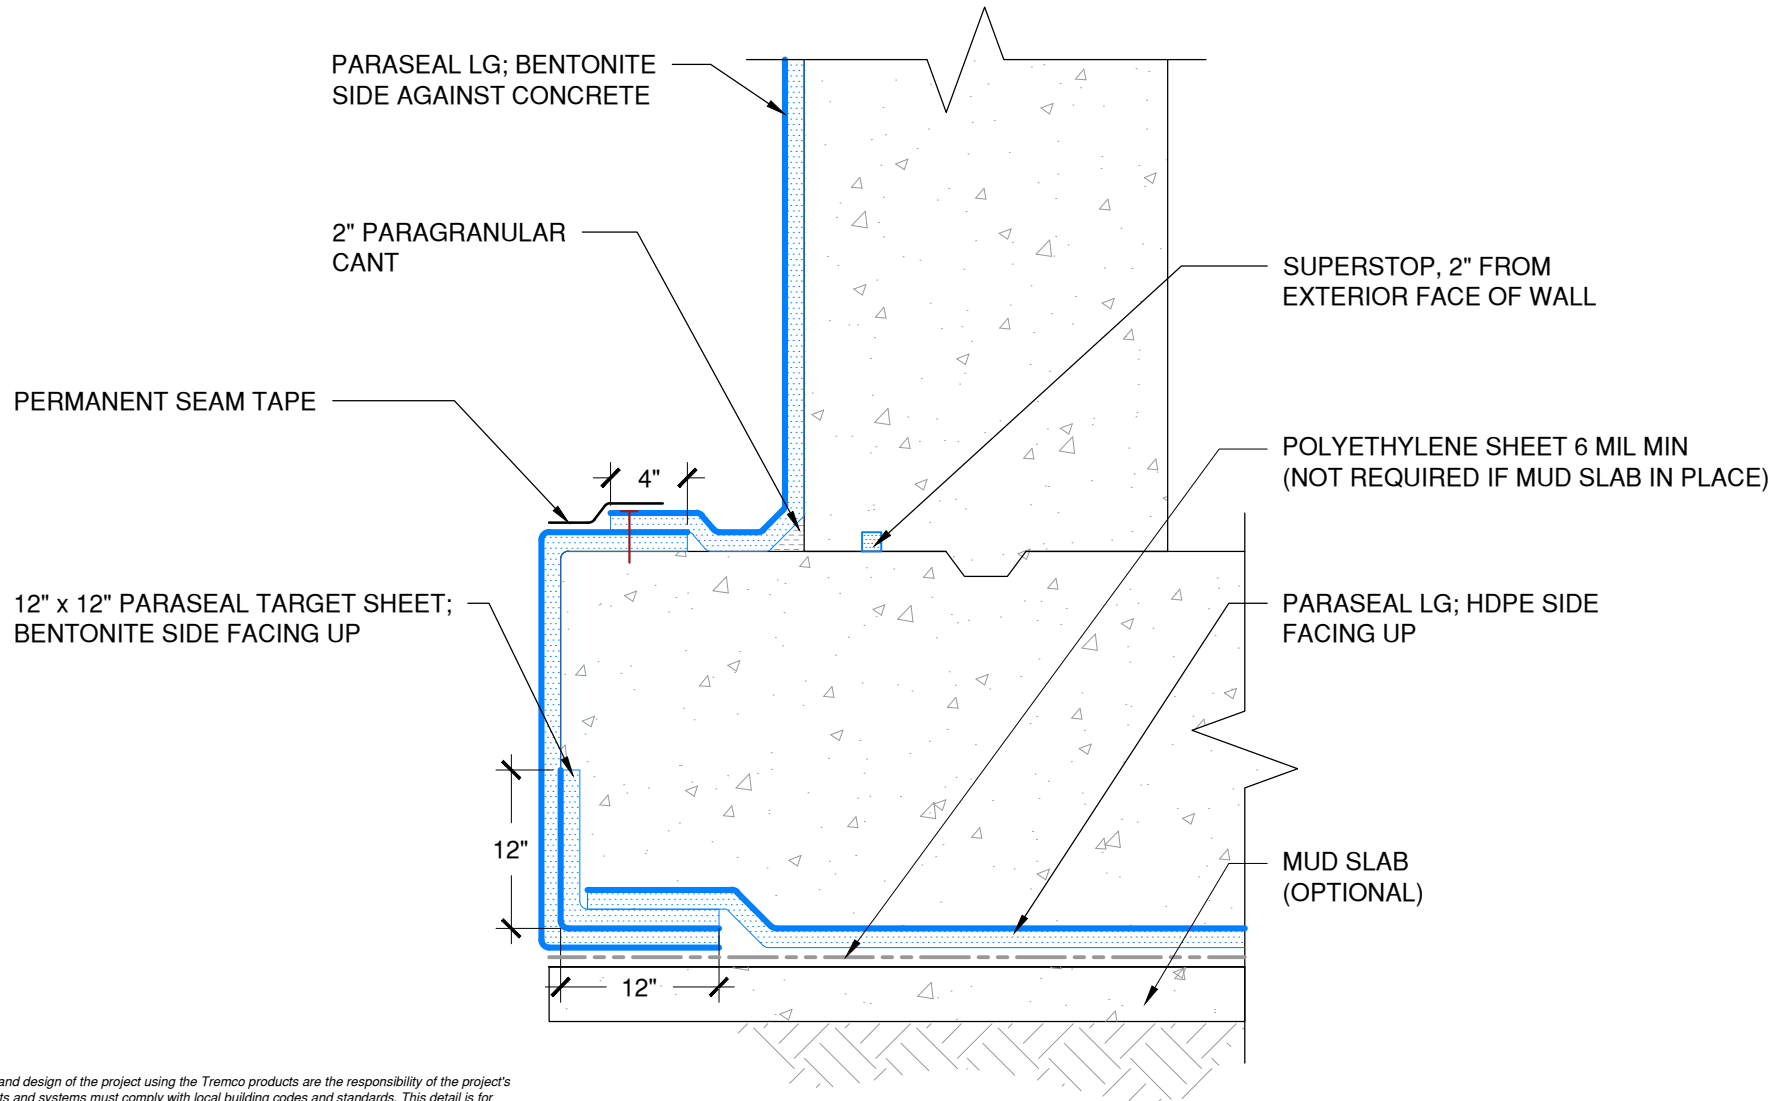 PARASEAL LG; BENTONITE
SIDE AGAINST CONCRETE
2" PARAGRANULAR
CANT
SUPERSTOP, 2" FROM
EXTERIOR FACE OF WALL
PERMANENT SEAM TAPE
4"
POLYETHYLENE SHEET 6 MIL MIN
(NOT REQUIRED IF MUD SLAB IN PLACE)
12" x 12" PARASEAL TARGET SHEET;
BENTONITE SIDE FACING UP
PARASEAL LG; HDPE SIDE
FACING UP
12"
MUD SLAB
(OPTIONAL)
12"
and design of the project using the Tremco products are the responsibility of the project's
and systems must comply with local building codes and standards. This detail is for